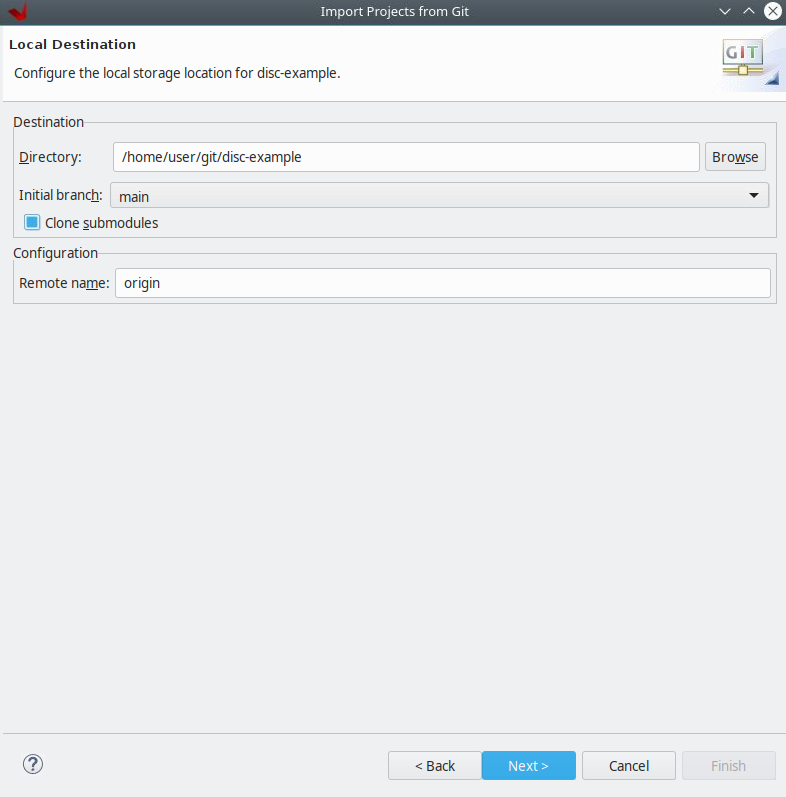 Import Projects from Git
Local Destination
Configure the local storage location for disc-example.
GIT
Destination
Directory: /home/user/git/disc-example Browse
Initial branch: main
Clone submodules
Configuration
Remote name: origin
? < Back Next > Cancel Finish